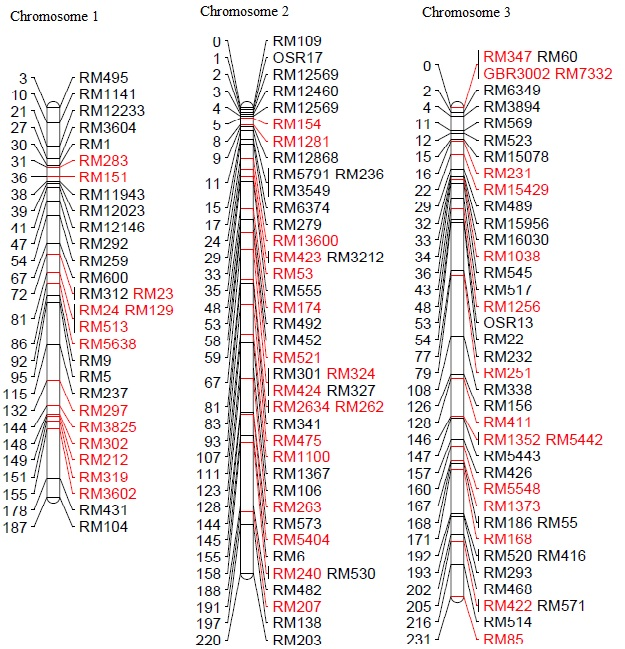 Chromosome 1
3 RM495
10 RM1141
21 RM12233
27 RM3604
30 RM1
31 RM283
36 RM151
38 RM11943
39 RM12023
41 RM12146
47 RM292
54 RM259
67 RM600
72 RM312 RM23
81 RM24 RM129
RM513
86 RM5638
92 RM9
95 RM5
115 RM237
132 RM297
144 RM3825
148 RM302
149 RM212
151 RM319
155 RM3602
178 RM431
187 RM104
Chromosome 2
0 RM109
1 OSR17
2 RM12569
3 RM12460
4 RM12569
5 RM154
8 RM1281
9 RM12868
11 RM5791 RM236
RM3549
15 RM6374
17 RM279
24 RM13600
29 RM423 RM3212
33 RM53
35 RM555
48 RM174
53 RM492
58 RM452
59 RM521
67 RM301 RM324
RM424 RM327
81 RM2634 RM262
83 RM341
93 RM475
107 RM1100
111 RM1367
123 RM106
128 RM263
144 RM573
145 RM5404
155 RM6
158 RM240 RM530
188 RM482
191 RM207
197 RM138
220 RM203
Chromosome 3
0 RM347 RM60
GBR3002 RM7332
2 RM6349
4 RM3894
11 RM569
12 RM523
15 RM15078
16 RM231
22 RM15429
29 RM489
32 RM15956
33 RM16030
34 RM1038
36 RM545
43 RM517
48 RM1256
53 OSR13
54 RM22
77 RM232
79 RM251
108 RM338
126 RM156
128 RM411
146 RM1352 RM5442
147 RM5443
157 RM426
160 RM5548
167 RM1373
168 RM186 RM55
171 RM168
192 RM520 RM416
193 RM293
202 RM468
205 RM422 RM571
216 RM514
231 RM85